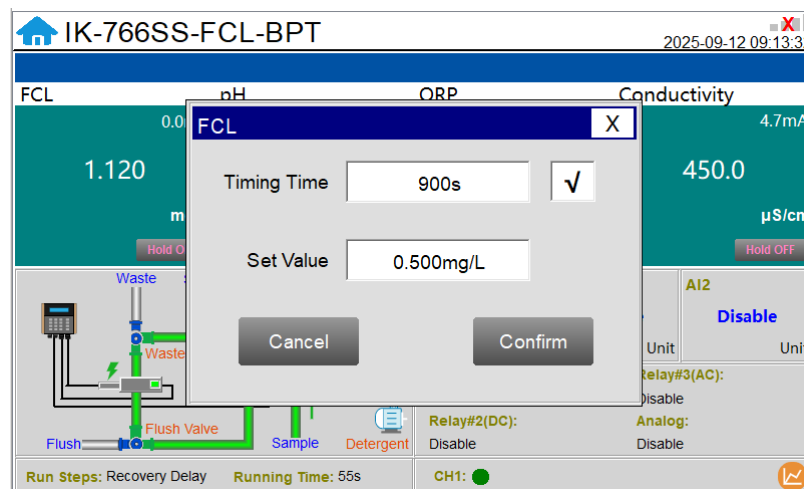 IK-766SS-FCL-BPT
X
2025-09-12 09:13:3
FCL pH ORP Conductivity
0.0
4.7mA
FCL
X
1.120
Timing Time 900s √
450.0
m
µS/cm
Hold O
Hold OFF
Set Value 0.500mg/L
Waste
AI2
Disable
Cancel Confirm
Waste
Unit
Unit
Relay#3(AC):
Disable
Flush Valve
Relay#2(DC):
Analog:
Flush Sample Detergent Disable Disable
Run Steps: Recovery Delay Running Time: 55s CH1: